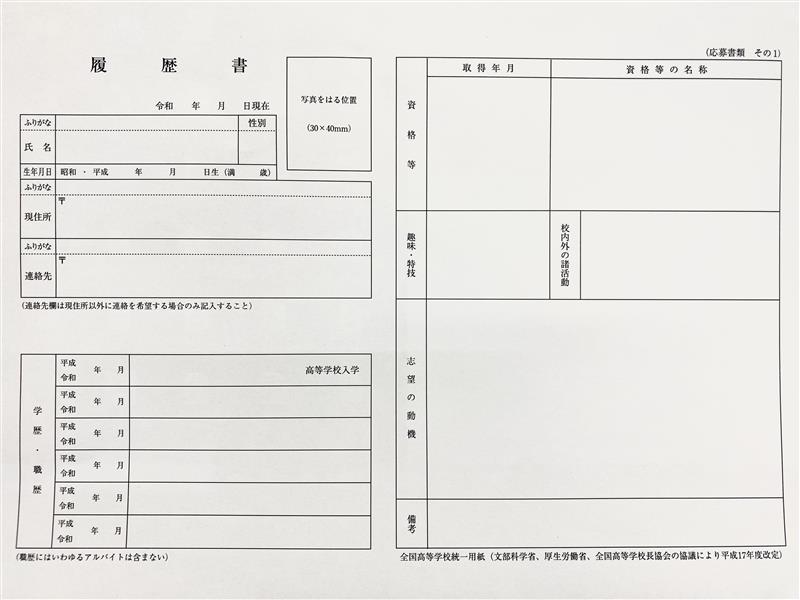 履歴書
令和 年 月 日現在
写真をはる位置
(30×40mm)
ふりがな
性別
氏 名
生年月日 昭和・平成 年 月 日生(満 歳)
ふりがな
現住所
〒
ふりがな
連絡先
〒
(連絡先欄は現住所以外に連絡を希望する場合のみ記入すること)
学歴・職歴
平成
令和
年 月
高等学校入学
平成
令和
年 月
平成
令和
年 月
平成
令和
年 月
平成
令和
年 月
平成
令和
年 月
(職歴にはいわゆるアルバイトは含まない)
(応募書類 その1)
資格等
取得年月
資格等の名称
趣味・特技
校内外の諸活動
志望の動機
備考
全国高等学校統一用紙(文部科学省、厚生労働省、全国高等学校長協会の協議により平成17年度改定)